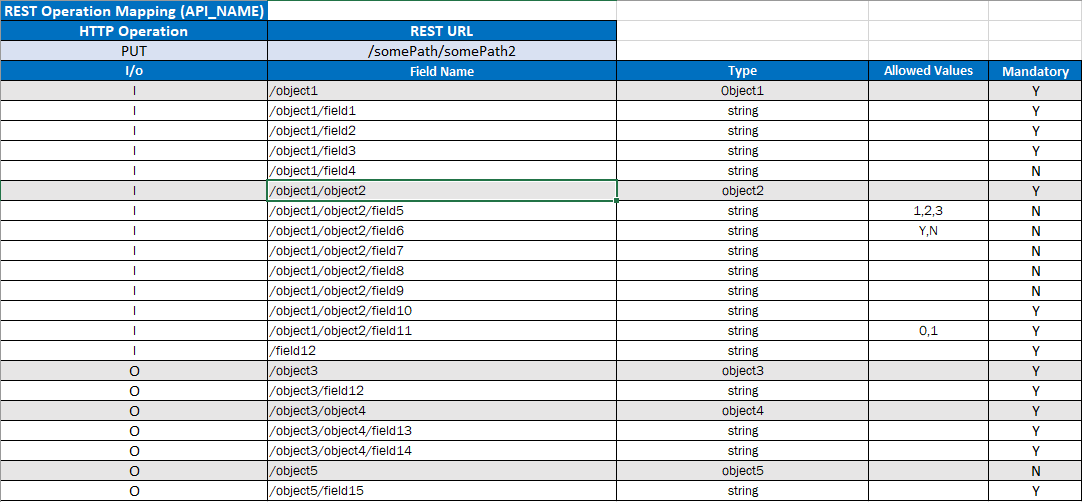 REST Operation Mapping (API_NAME)
HTTP Operation REST URL
PUT /somePath/somePath2
I/o Field Name Type Allowed Values Mandatory
I /object1 Object1 Y
I /object1/field1 string Y
I /object1/field2 string Y
I /object1/field3 string Y
I /object1/field4 string N
I /object1/object2 object2 Y
I /object1/object2/field5 string 1,2,3 N
I /object1/object2/field6 string Y,N N
I /object1/object2/field7 string N
I /object1/object2/field8 string N
I /object1/object2/field9 string N
I /object1/object2/field10 string Y
I /object1/object2/field11 string 0,1 Y
I /field12 string Y
O /object3 object3 Y
O /object3/field12 string Y
O /object3/object4 object4 Y
O /object3/object4/field13 string Y
O /object3/object4/field14 string Y
O /object5 object5 N
O /object5/field15 string Y